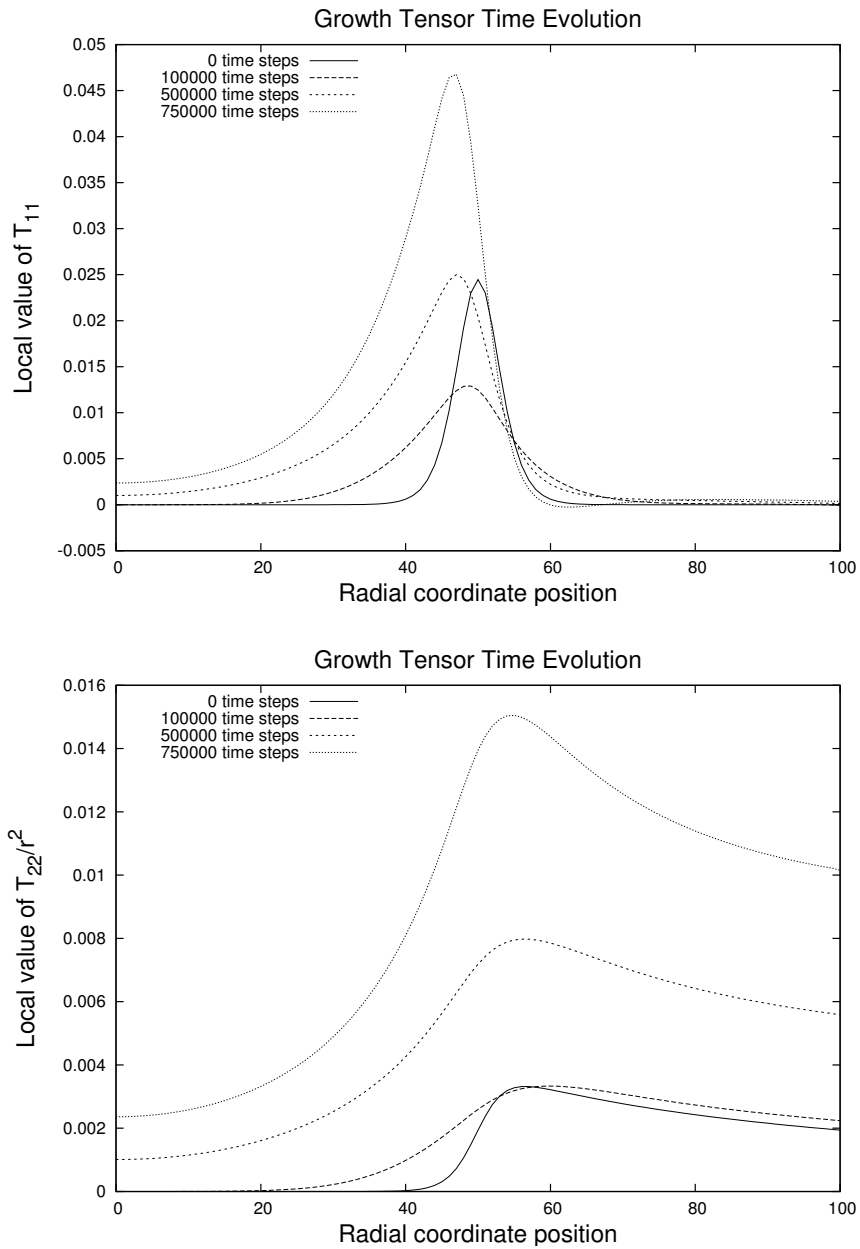 Growth Tensor Time Evolution
0 time steps
100000 time steps
500000 time steps
750000 time steps
Local value of T11
0.05
0.045
0.04
0.035
0.03
0.025
0.02
0.015
0.01
0.005
0
-0.005
0 20 40 60 80 100
Radial coordinate position
Growth Tensor Time Evolution
0 time steps
100000 time steps
500000 time steps
750000 time steps
Local value of T22/r2
0.016
0.014
0.012
0.01
0.008
0.006
0.004
0.002
0
0 20 40 60 80 100
Radial coordinate position